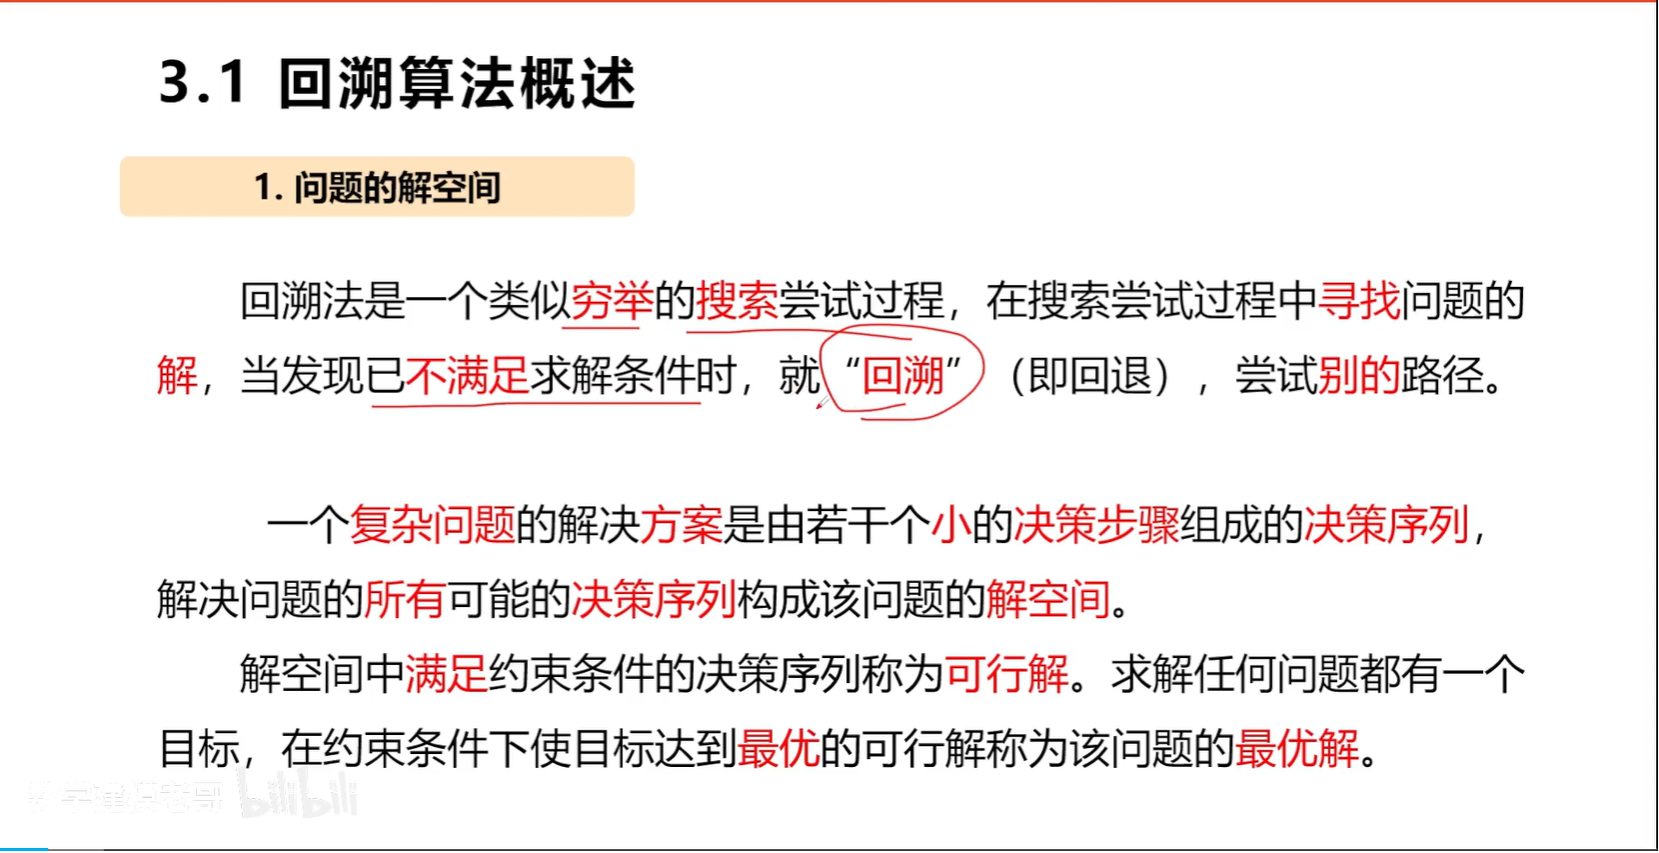 3.1 回溯算法概述
1. 问题的解空间
回溯法是一个类似穷举的搜索尝试过程，在搜索尝试过程中寻找问题的
解，当发现已不满足求解条件时，就“回溯”（即回退），尝试别的路径。
一个复杂问题的解决方案是由若干个小的决策步骤组成的决策序列，
解决问题的所有可能的决策序列构成该问题的解空间。
解空间中满足约束条件的决策序列称为可行解。求解任何问题都有一个
目标，在约束条件下使目标达到最优的可行解称为该问题的最优解。
学建模老哥 bilibili